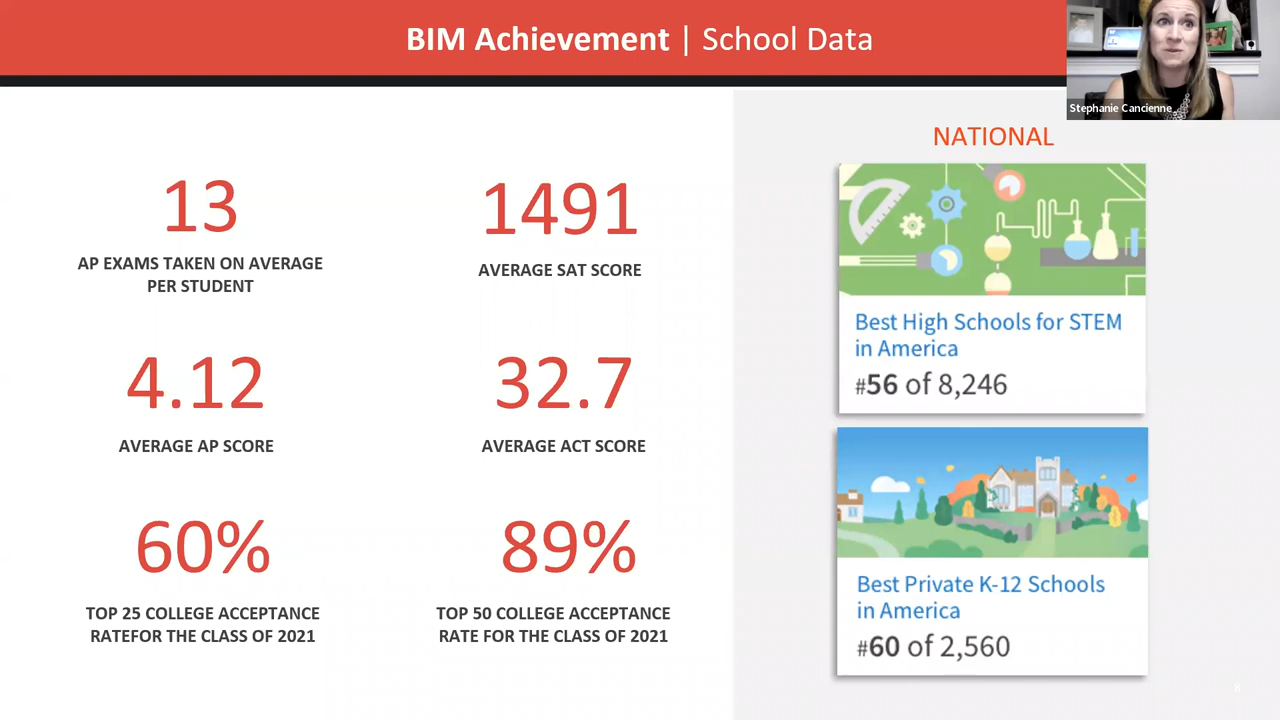 BIM Achievement | School Data
Stephanie Cancienne
13
AP EXAMS TAKEN ON AVERAGE
PER STUDENT
1491
AVERAGE SAT SCORE
4.12
AVERAGE AP SCORE
32.7
AVERAGE ACT SCORE
60%
TOP 25 COLLEGE ACCEPTANCE
RATEFOR THE CLASS OF 2021
89%
TOP 50 COLLEGE ACCEPTANCE
RATE FOR THE CLASS OF 2021
NATIONAL
Best High Schools for STEM
in America
#56 of 8,246
Best Private K-12 Schools
in America
#60 of 2,560
8